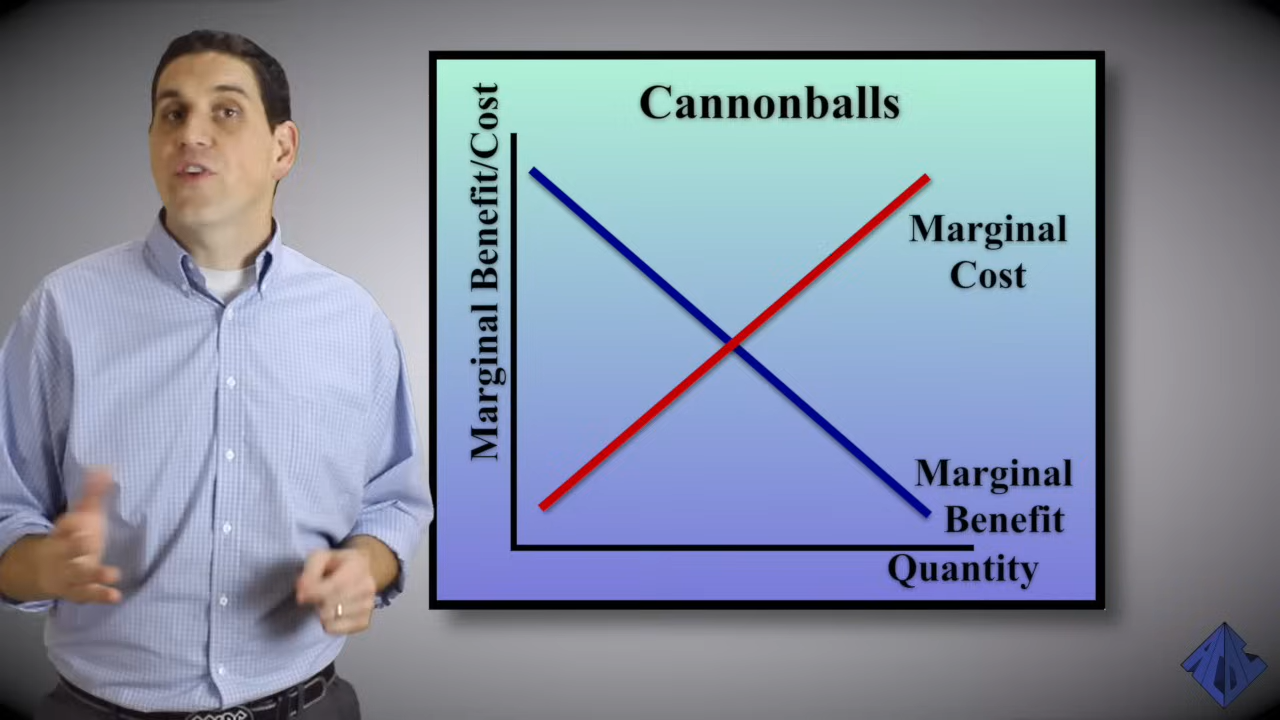 Cannonballs
Marginal Benefit/Cost
Marginal
Cost
Marginal
Benefit
Quantity